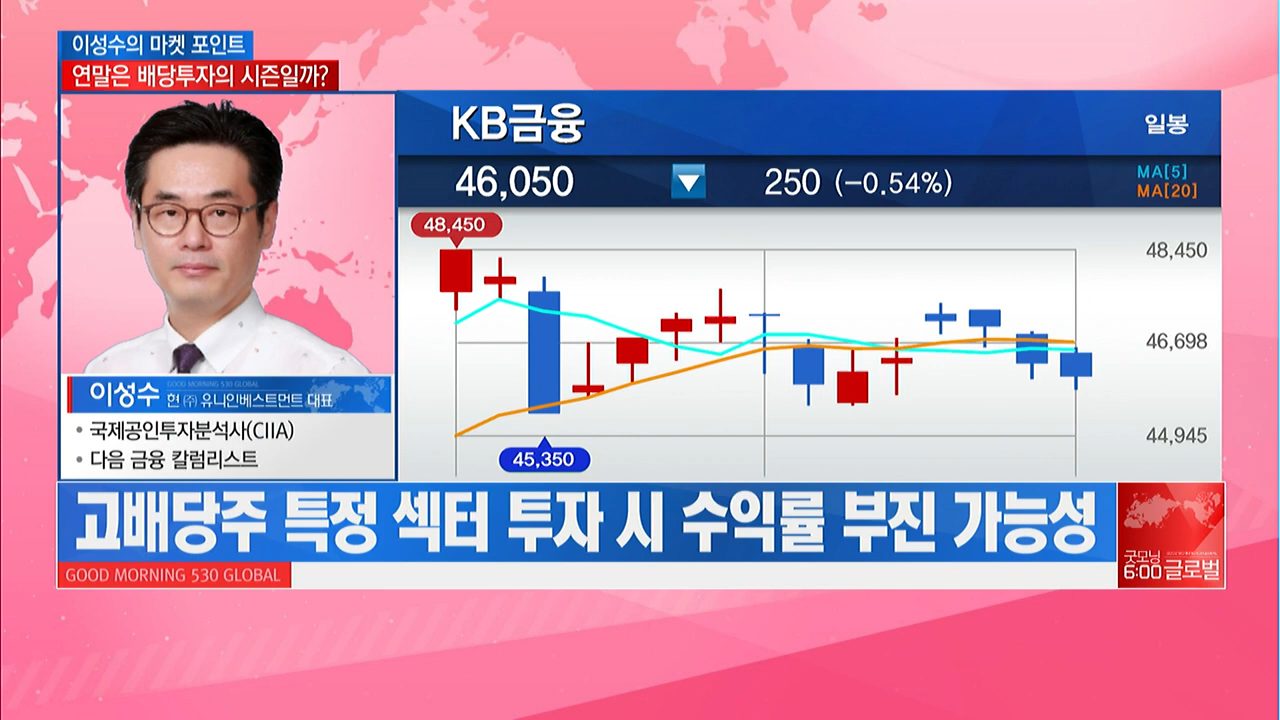 이성수의 마켓 포인트
연말은 배당투자의 시즌일까?
KB금융
일봉
46,050 ▼ 250 (-0.54%)
MA[5]
MA[20]
48,450
48,450
46,698
44,945
45,350
이성수
GOOD MORNING 530 GLOBAL
현 ㈜ 유니인베스트먼트 대표
• 국제공인투자분석사(CIIA)
• 다음 금융 칼럼리스트
고배당주 특정 섹터 투자 시 수익률 부진 가능성
GOOD MORNING 530 GLOBAL
굿모닝
6:00 글로벌